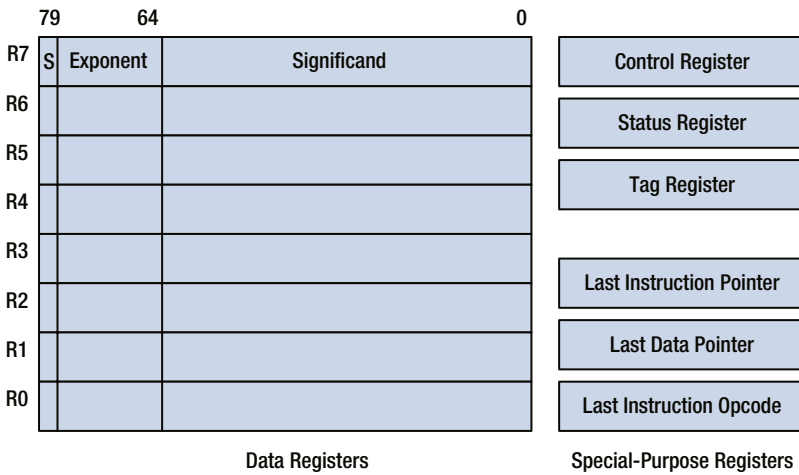 79 64 0
R7 S Exponent Significand Control Register
R6 Status Register
R5
R4 Tag Register
R3
R2 Last Instruction Pointer
R1 Last Data Pointer
R0 Last Instruction Opcode
Data Registers Special-Purpose Registers